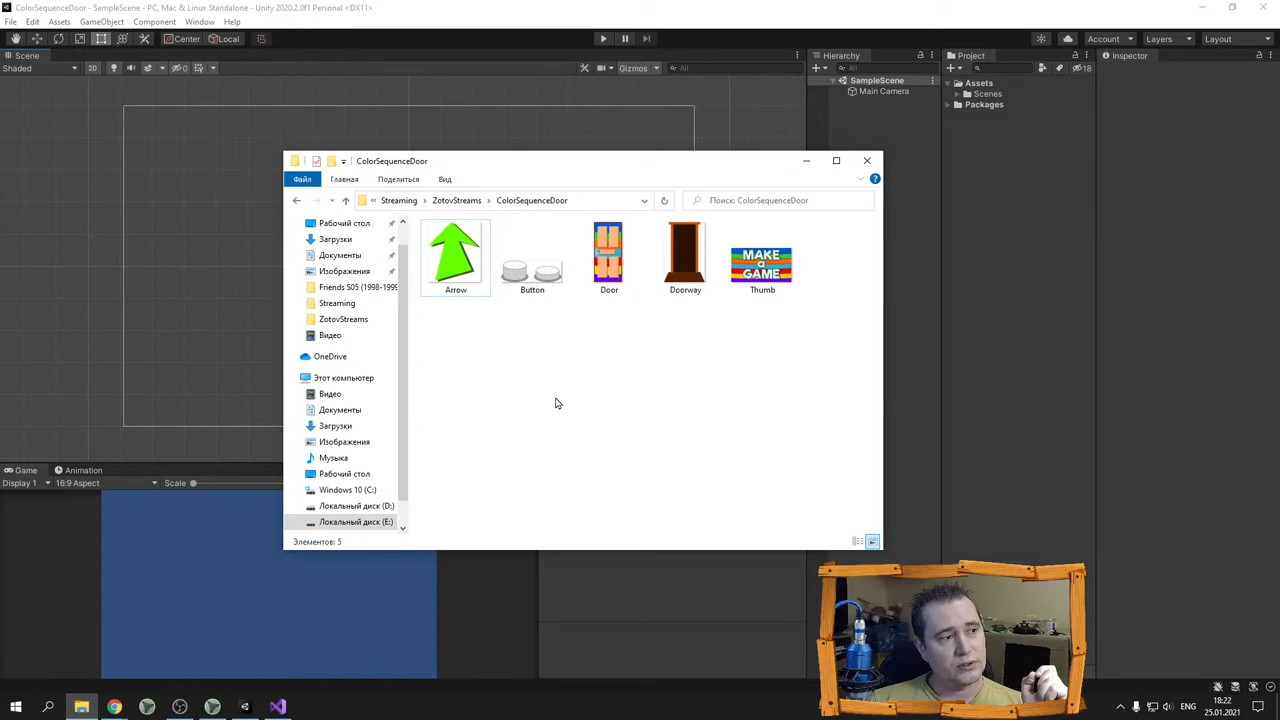 ColorSequenceDoor - SampleScene - PC, Mac & Linux Standalone - Unity 2020.2.0f1 Personal <DX11>
File Edit Assets GameObject Component Window Help
Center Local Account Layers Layout
Scene Hierarchy Project Inspector
Shaded 2D 0 Gizmos All All 18
SampleScene
Main Camera
Assets
Scenes
Packages
ColorSequenceDoor
Файл Главная Поделиться Вид
« Streaming › ZotovStreams › ColorSequenceDoor
Поиск: ColorSequenceDoor
Рабочий стол
Загрузки
Документы
Изображения
Friends S05 (1998-1999
Streaming
ZotovStreams
Видео
OneDrive
Этот компьютер
Видео
Документы
Загрузки
Изображения
Музыка
Рабочий стол
Windows 10 (C:)
Локальный диск (D:)
Локальный диск (E:)
MAKE
a
GAME
Arrow Button Door Doorway Thumb
Элементов: 5
Game Animation
Display 1 16:9 Aspect Scale
18:22
25.01.2021